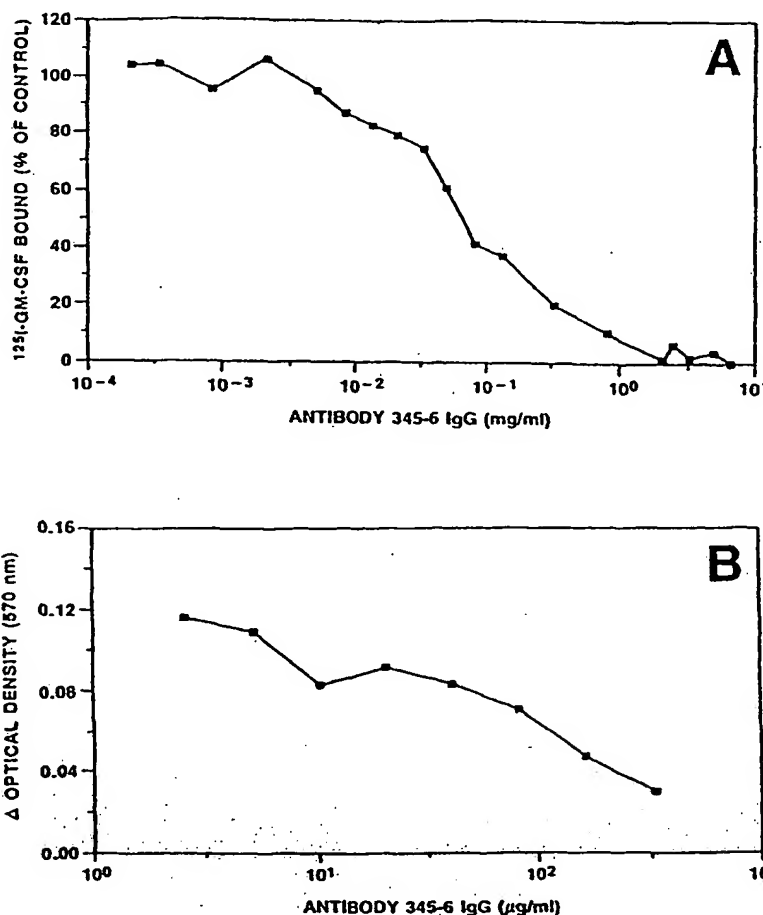 A
120
100
80
60
40
20
0
¹²⁵I-GM-CSF BOUND (% OF CONTROL)
10⁻⁴ 10⁻³ 10⁻² 10⁻¹ 10⁰ 10¹
ANTIBODY 345-6 IgG (mg/ml)
B
0.16
0.12
0.08
0.04
0.00
Δ OPTICAL DENSITY (570 nm)
10⁰ 10¹ 10² 10
ANTIBODY 345-6 IgG (μg/ml)